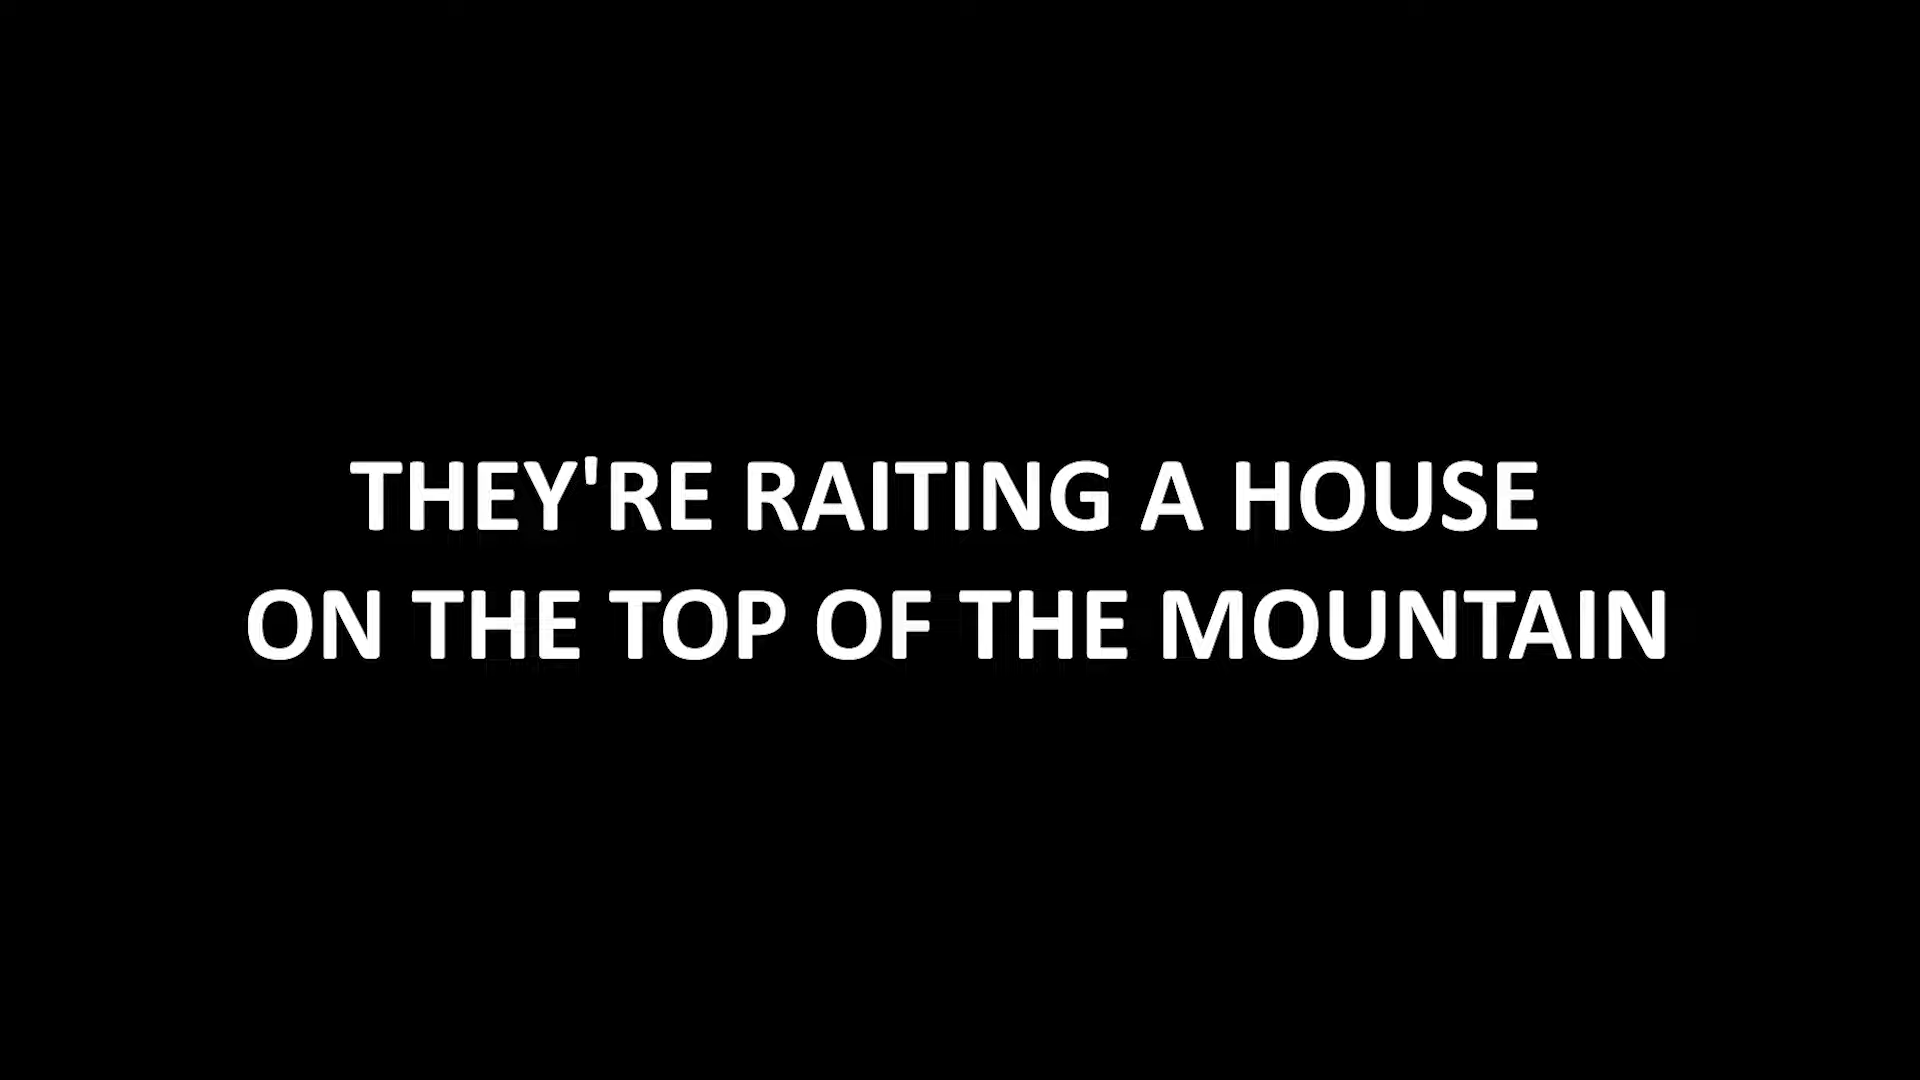 THEY'RE RAITING A HOUSE
ON THE TOP OF THE MOUNTAIN